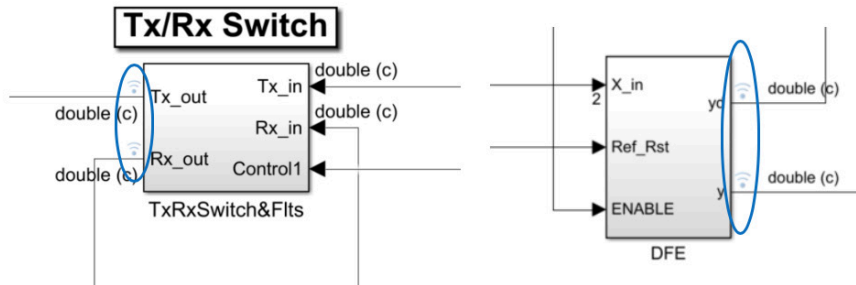 Tx/Rx Switch
double (c)
Tx_out
Tx_in
double (c)
double (c)
Rx_in
Rx_out
double (c)
Control1
TxRxSwitch&Flts
X_in
2
double (c)
yd
Ref_Rst
double (c)
y
ENABLE
DFE